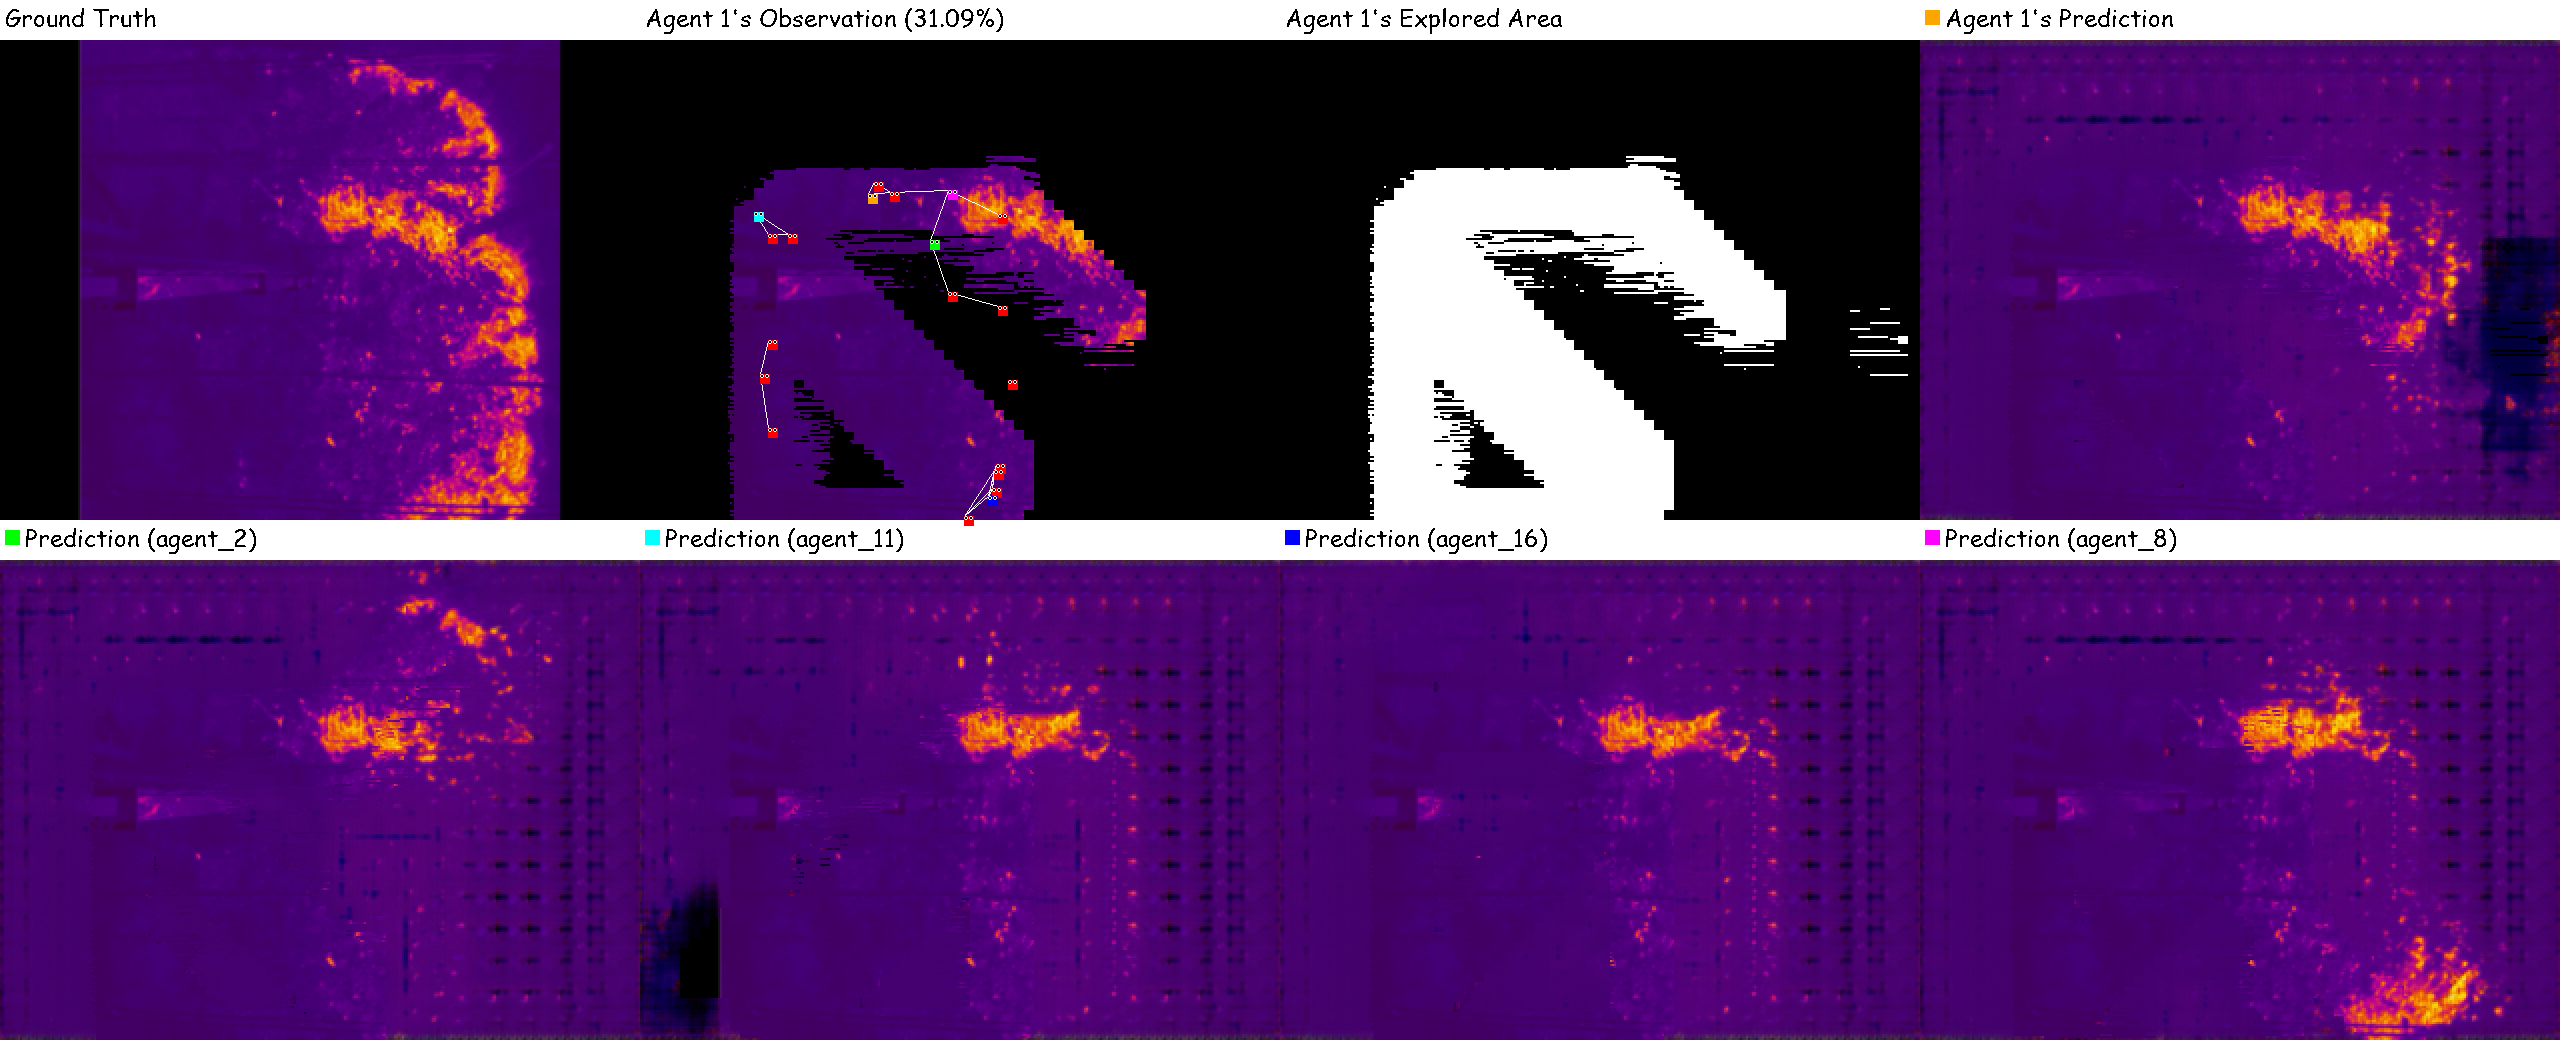 Ground Truth
Agent 1's Observation (31.09%)
Agent 1's Explored Area
Agent 1's Prediction
Prediction (agent_2)
Prediction (agent_11)
Prediction (agent_16)
Prediction (agent_8)